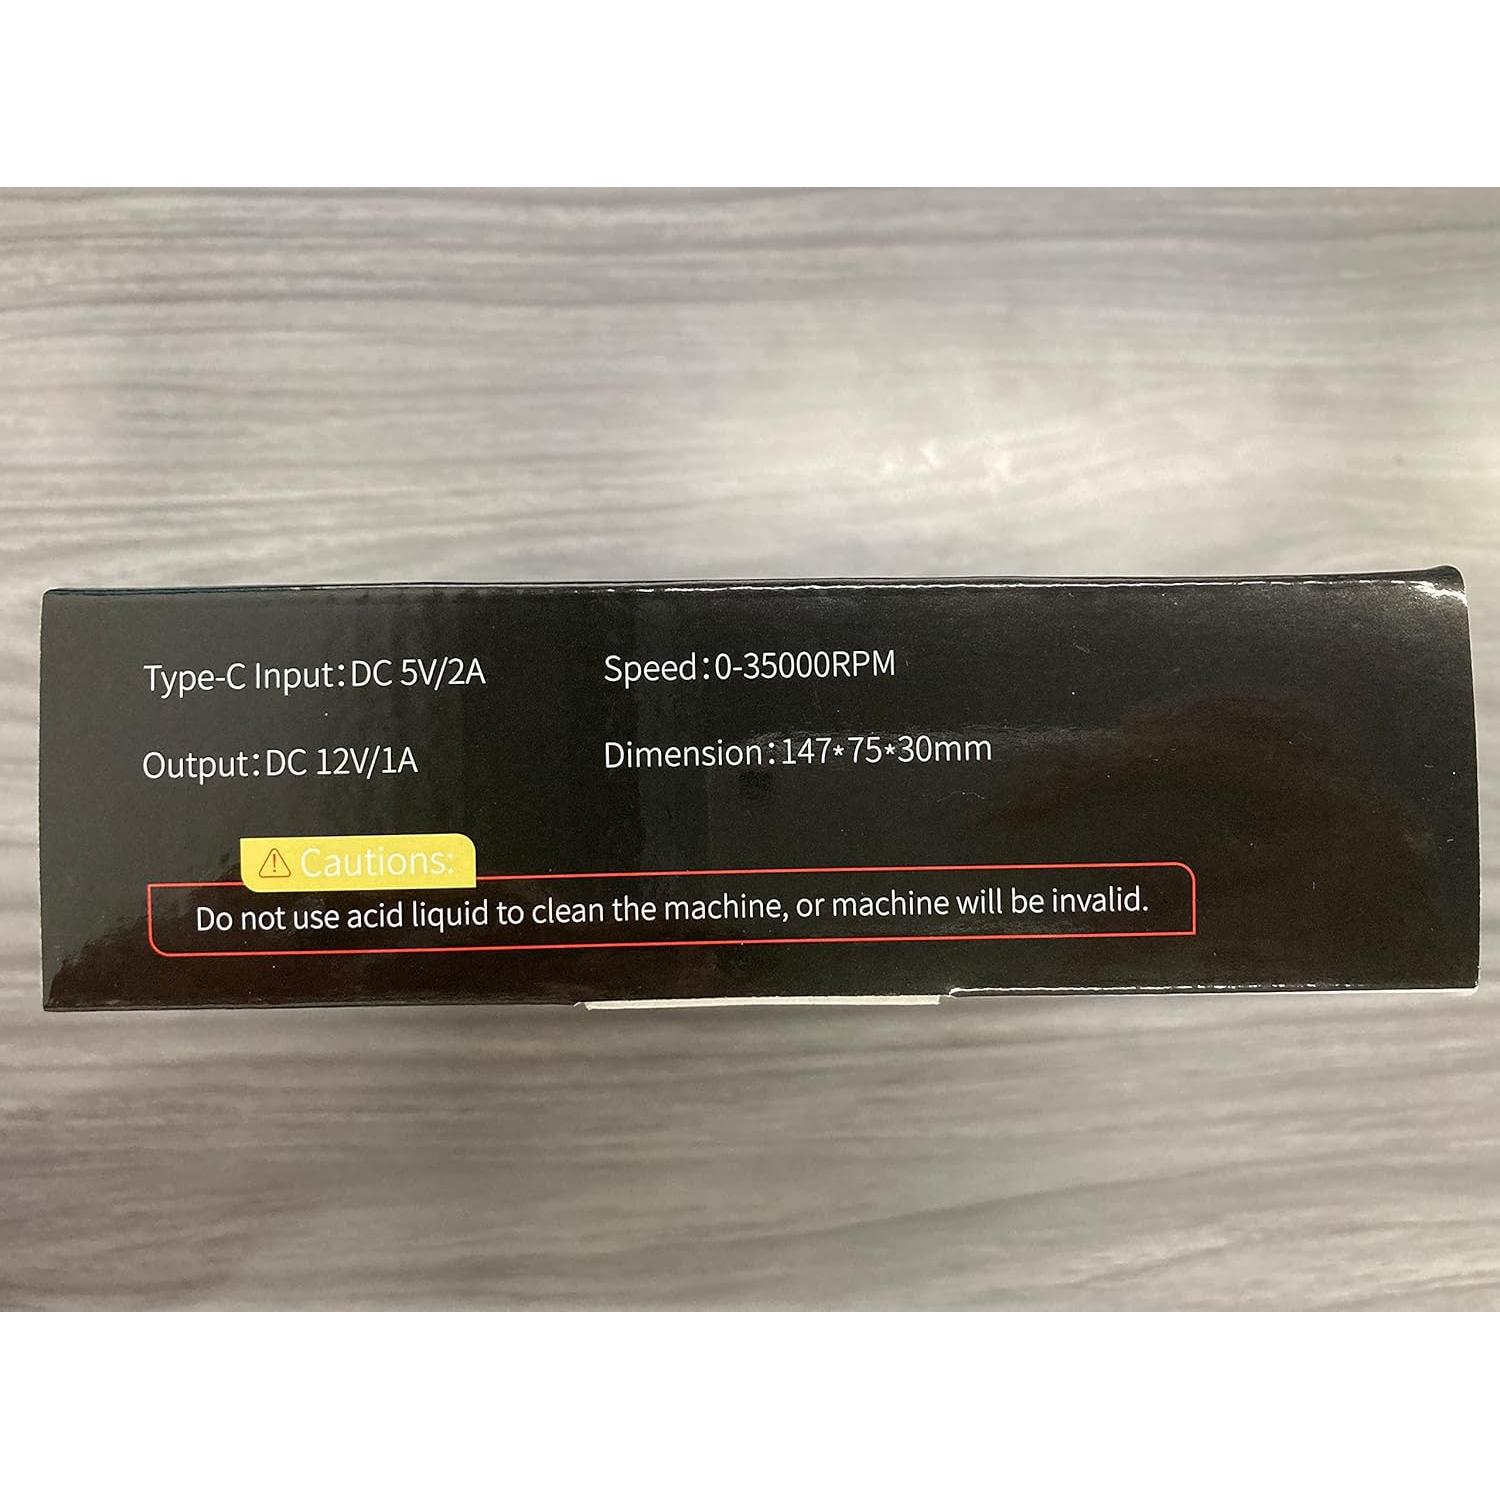 Type-C Input:DC 5V/2A
Speed:0-35000RPM
Output:DC 12V/1A
Dimension:147*75*30mm
Cautions:
Do not use acid liquid to clean the machine, or machine will be invalid.